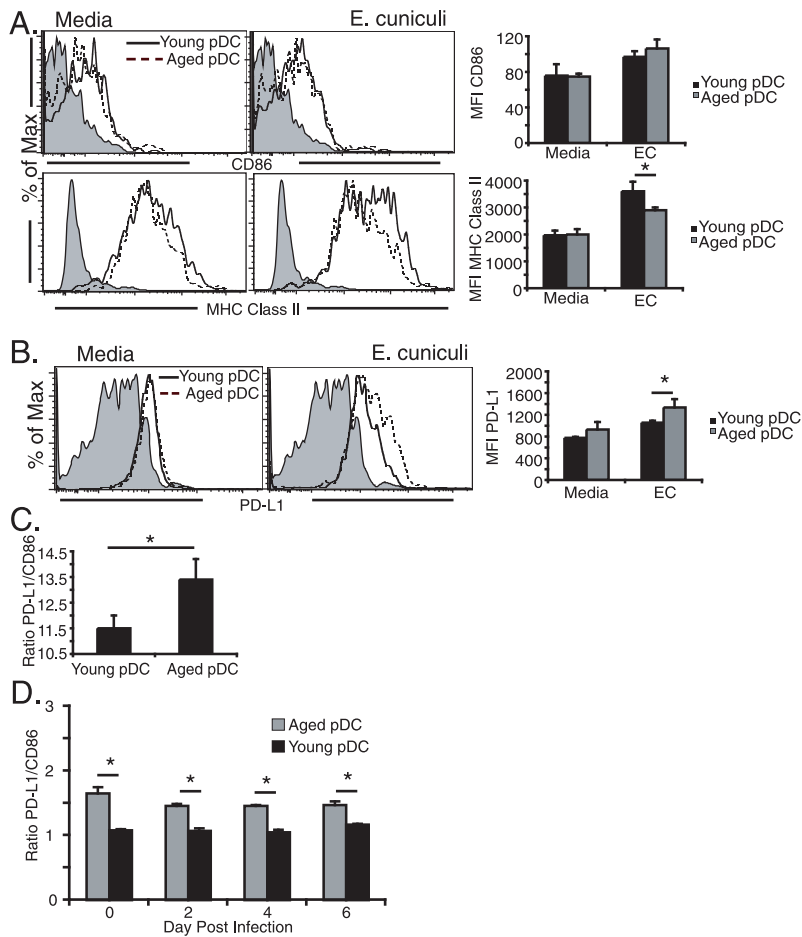 A.
Media
E. cuniculi
Young pDC
Aged pDC
% of Max
CD86
MHC Class II
MFI CD86
120
80
40
0
Media
EC
Young pDC
Aged pDC
MFI MHC Class II
4000
3000
2000
1000
0
*
Media
EC
Young pDC
Aged pDC
B.
Media
E. cuniculi
Young pDC
Aged pDC
% of Max
PD-L1
MFI PD-L1
2000
1600
1200
800
400
0
*
Media
EC
Young pDC
Aged pDC
C.
Ratio PD-L1/CD86
14.5
13.5
12.5
11.5
10.5
*
Young pDC
Aged pDC
D.
Ratio PD-L1/CD86
3
2
1
0
Aged pDC
Young pDC
*
*
*
*
0
2
4
6
Day Post Infection